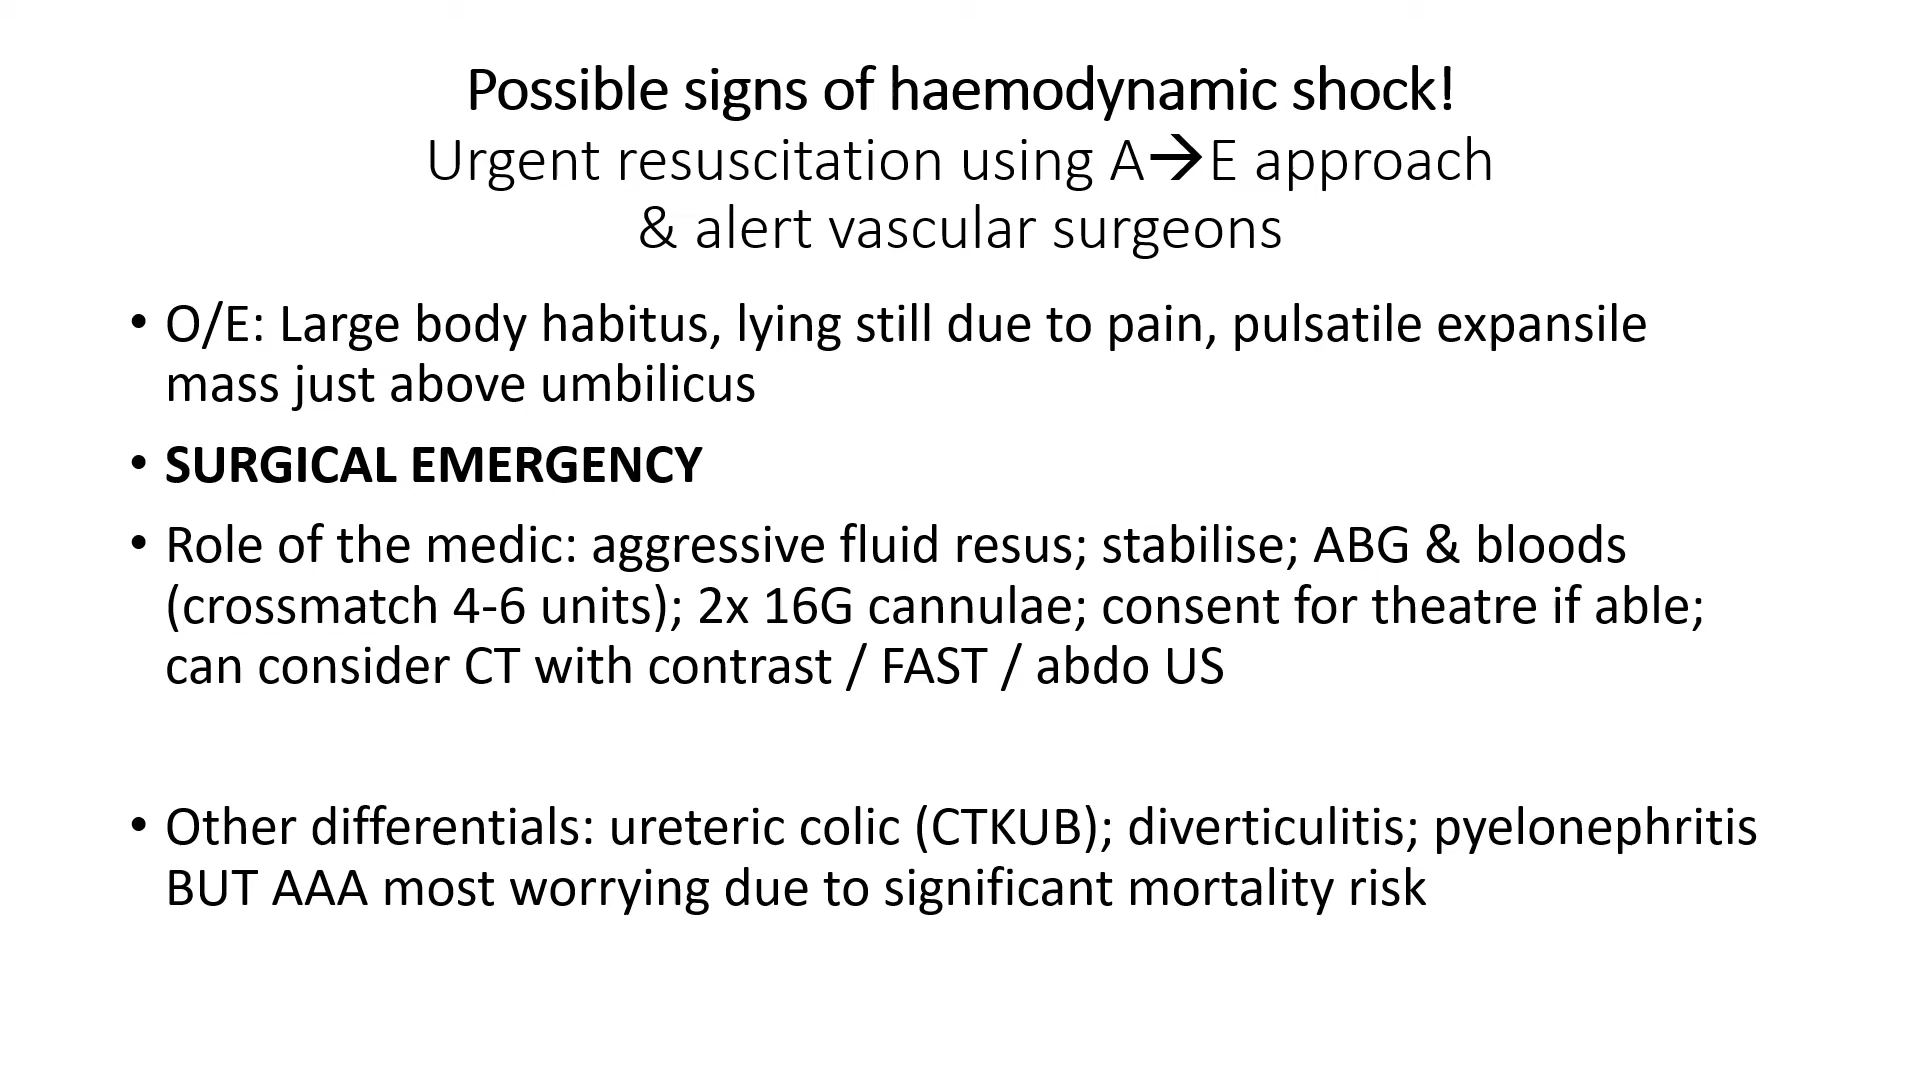 Possible signs of haemodynamic shock!
Urgent resuscitation using A→E approach
& alert vascular surgeons
• O/E: Large body habitus, lying still due to pain, pulsatile expansile
mass just above umbilicus
• SURGICAL EMERGENCY
• Role of the medic: aggressive fluid resus; stabilise; ABG & bloods
(crossmatch 4-6 units); 2x 16G cannulae; consent for theatre if able;
can consider CT with contrast / FAST / abdo US
• Other differentials: ureteric colic (CTKUB); diverticulitis; pyelonephritis
BUT AAA most worrying due to significant mortality risk